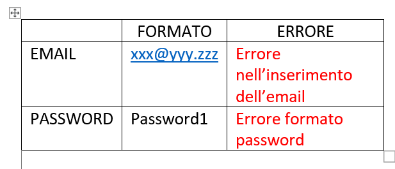 FORMATO ERRORE
EMAIL xxx@yyy.zzz Errore
nell'inserimento
dell'email
PASSWORD Password1 Errore formato
password